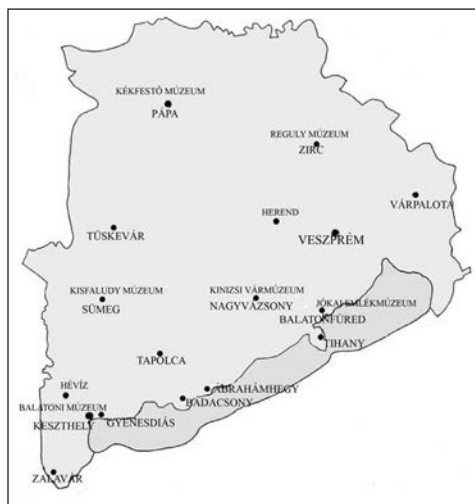 KÉKFESTŐ MÚZEUM
PÁPA
REGULY MÚZEUM
ZIRC
VÁRPALOTA
HEREND
TÜSKEVÁR
VESZPRÉM
KISFALUDY MÚZEUM
SÜMEG
KINIZSI VÁRMÚZEUM
NAGYVÁZSONY
JÓKAI EMLÉKMÚZEUM
BALATONFÜRED
TIHANY
TAPOLCA
HÉVÍZ
ÁBRAHÁMHEGY
BADACSONY
BALATONI MÚZEUM
KESZTHELY
GYENESDIÁS
ZALAVÁR